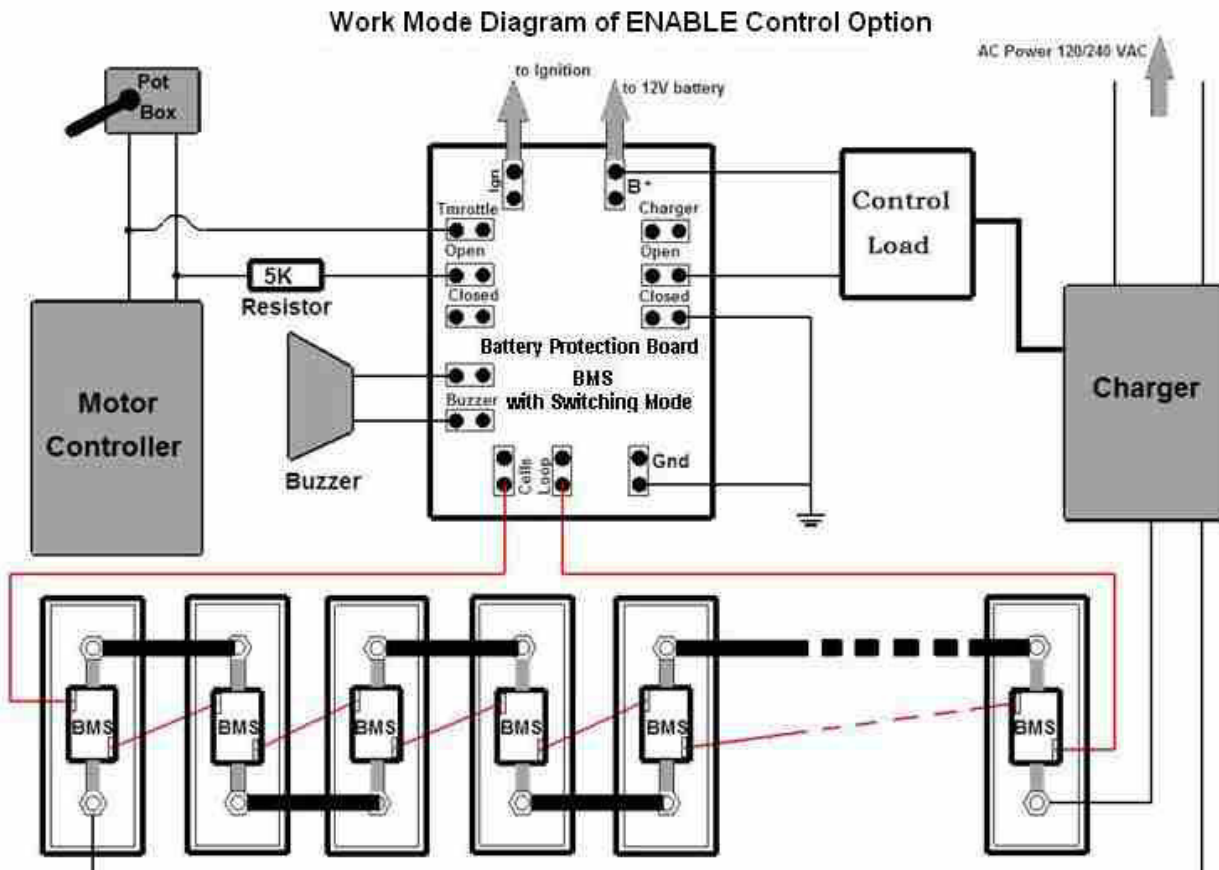 Work Mode Diagram of ENABLE Control Option
AC Power 120/240 VAC
to Ignition
to 12V battery
Pot
Box
Ign
B+
Tmrottle
Charger
Control
Load
Open
Open
5K
Resistor
Closed
Closed
Battery Protection Board
BMS
with Switching Mode
Buzzer
Motor
Controller
Charger
Buzzer
Cells
Loop
Gnd
BMS
BMS
BMS
BMS
BMS
BMS